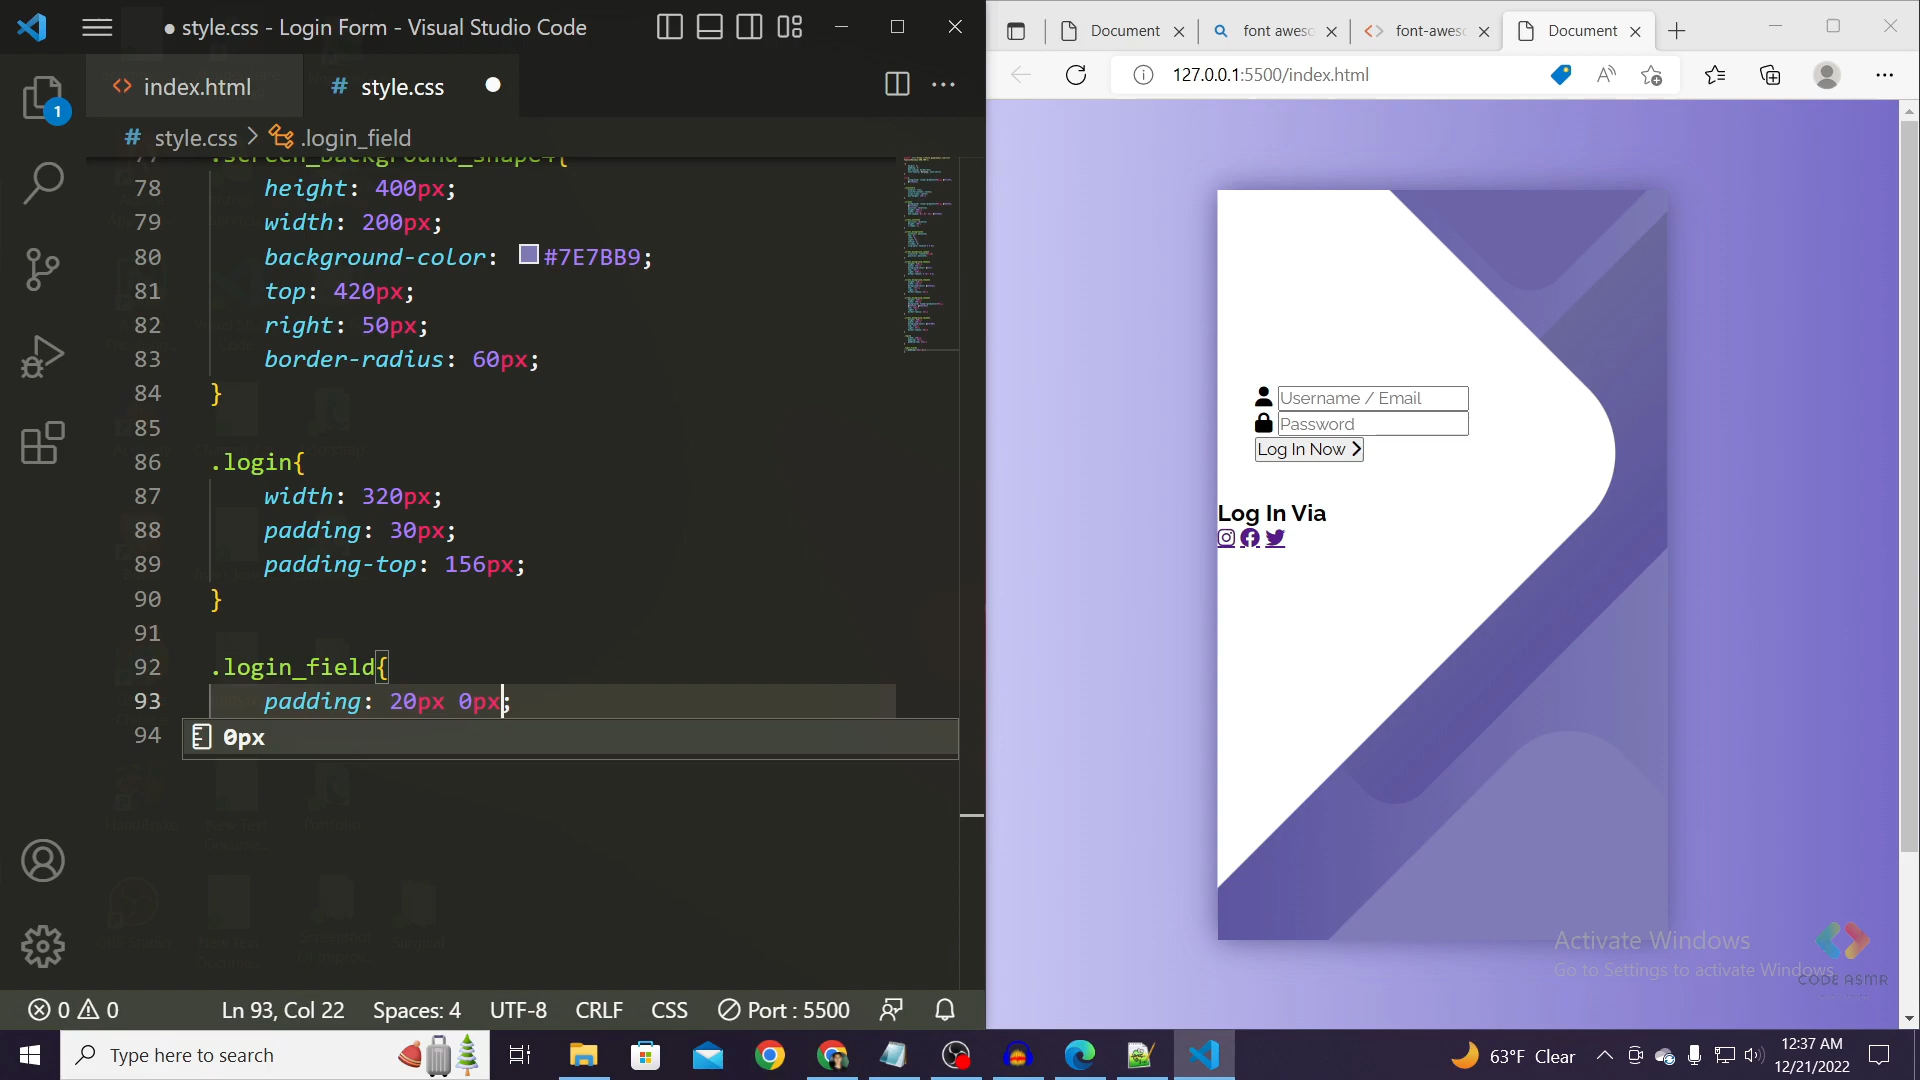 ● style.css - Login Form - Visual Studio Code
index.html
# style.css
# style.css > .login_field
77 .screen_background_shape4{
78 height: 400px;
79 width: 200px;
80 background-color: #7E7BB9;
81 top: 420px;
82 right: 50px;
83 border-radius: 60px;
84 }
85
86 .login{
87 width: 320px;
88 padding: 30px;
89 padding-top: 156px;
90 }
91
92 .login_field{
93 padding: 20px 0px;
94
0px
1
0 0
Ln 93, Col 22 Spaces: 4 UTF-8 CRLF CSS Port : 5500
Document
font awes
font-awes
Document
127.0.0.1:5500/index.html
Username / Email
Password
Log In Now
Log In Via
Activate Windows
Go to Settings to activate Windows.
CODE ASMR
Type here to search
63°F Clear
12:37 AM
12/21/2022